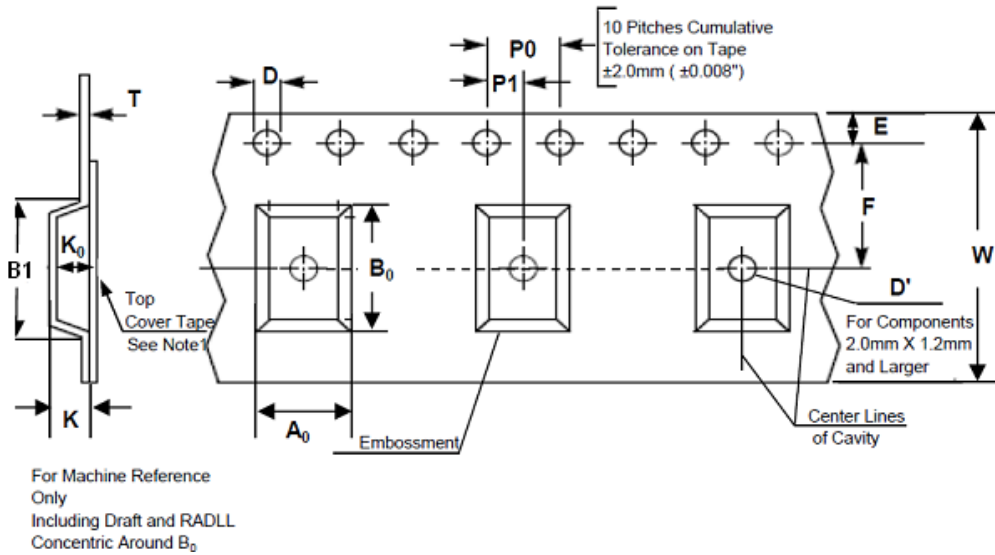 10 Pitches Cumulative
Tolerance on Tape
±2.0mm ( ±0.008")
P0
D
P1
T
E
F
W
K₀
B1
B₀
D'
Top
Cover Tape
See Note1
For Components
2.0mm X 1.2mm
and Larger
K
A₀
Embossment
Center Lines
of Cavity
For Machine Reference
Only
Including Draft and RADLL
Concentric Around B₀